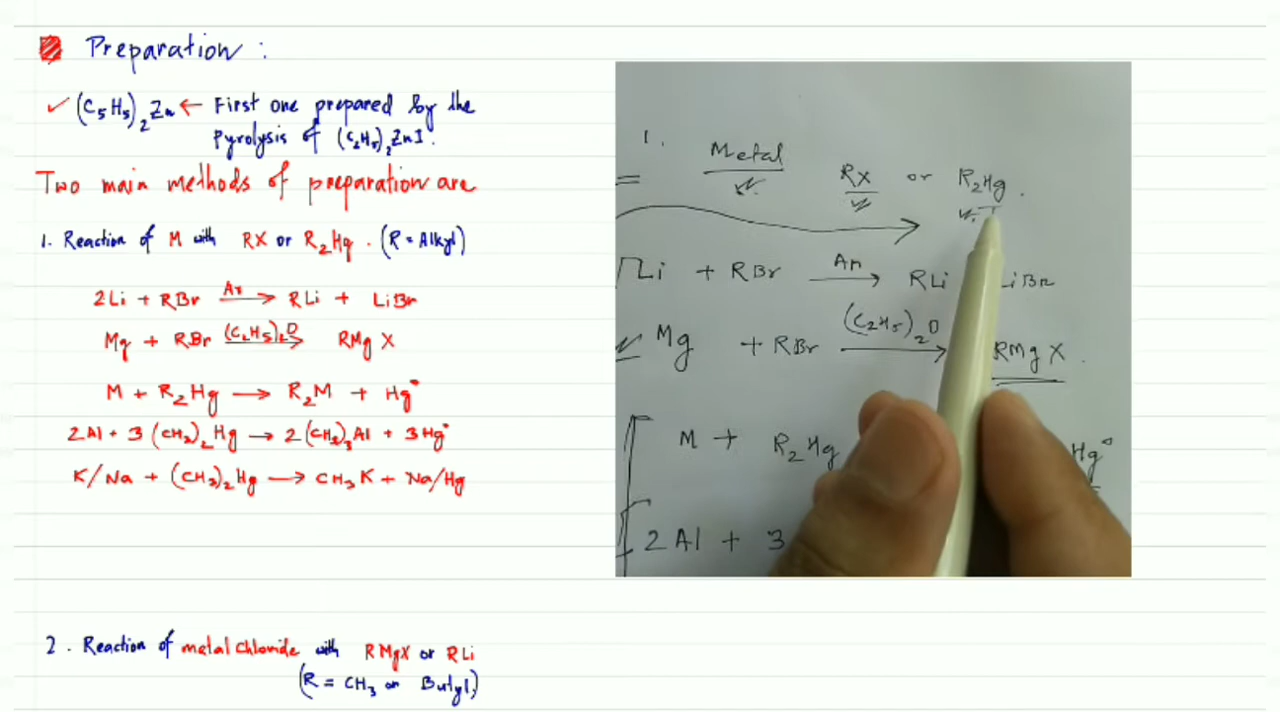 Preparation :
✓ (C5H5)2Zn ← First one prepared by the
Pyrolysis of (C2H5)2ZnI.
Two main methods of preparation are
1. Reaction of M with RX or R2Hg. (R = Alkyl)
2Li + RBr —Ar→ RLi + LiBr
Mg + RBr —(C2H5)2O→ RMgX
M + R2Hg → R2M + Hg°
2Al + 3(CH3)2Hg → 2(CH3)3Al + 3Hg°
K/Na + (CH3)2Hg → CH3K + Na/Hg
2. Reaction of metal chloride with RMgX or RLi
(R = CH3 or Butyl)
1. Metal RX or R2Hg.
Li + RBr —Ar→ RLi LiBr
Mg + RBr —(C2H5)2O→ RMgX.
M + R2Hg Hg°
2Al + 3